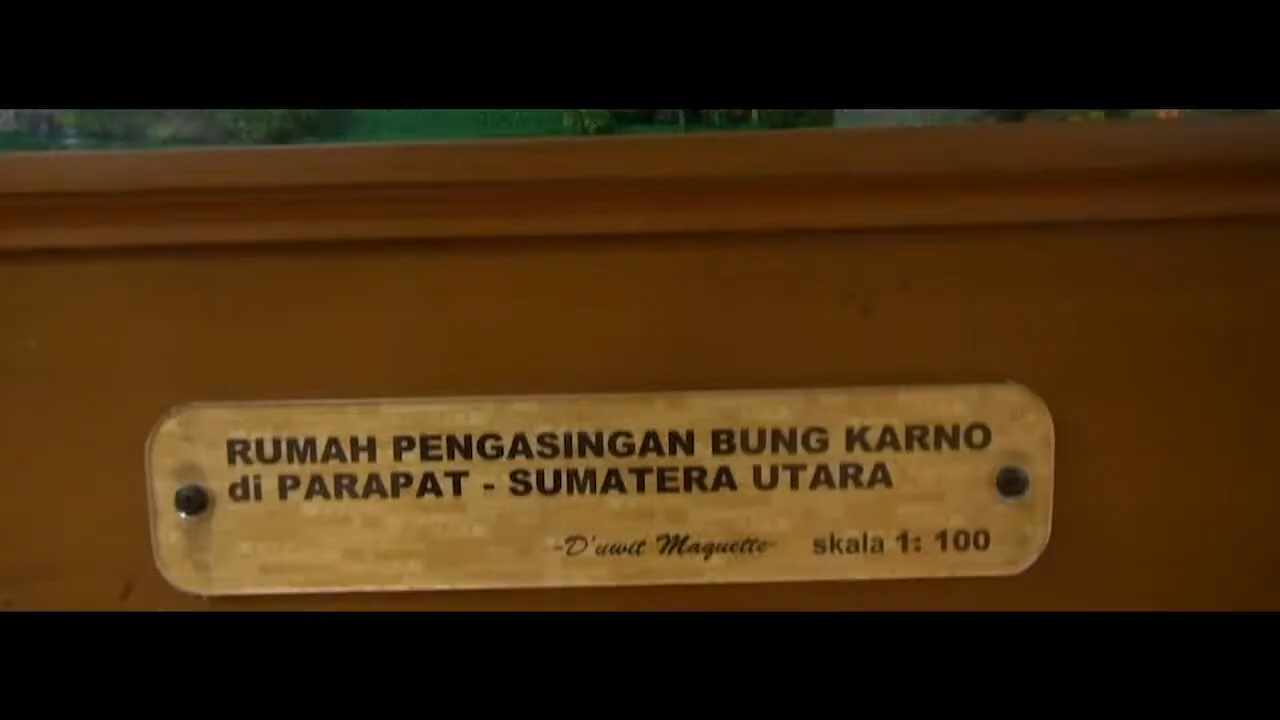 RUMAH PENGASINGAN BUNG KARNO
di PARAPAT - SUMATERA UTARA
-D'uwit Maquette- skala 1: 100